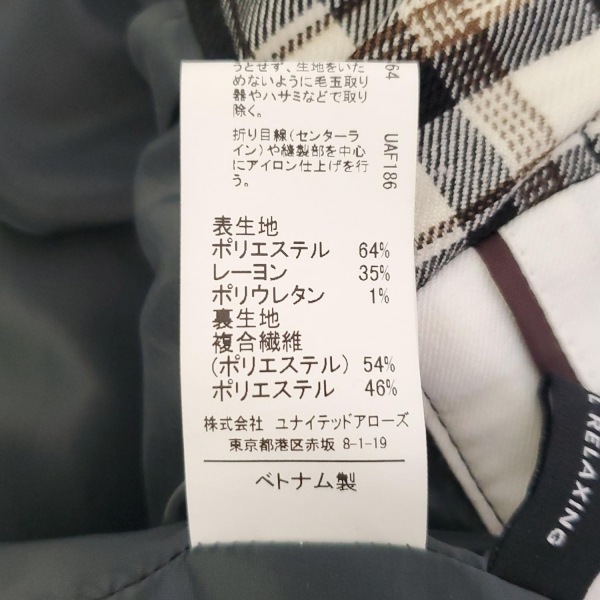 うとせず、生地をいた
めないように毛玉取り
器やハサミなどで取り
除く。
折り目線(センターラ
イン)や縫製部を中心
にアイロン仕上げを行
う。
64
UAF186
表生地
ポリエステル 64%
レーヨン 35%
ポリウレタン 1%
裏生地
複合繊維
(ポリエステル) 54%
ポリエステル 46%
株式会社 ユナイテッドアローズ
東京都港区赤坂 8-1-19
ベトナム製
L RELAXING